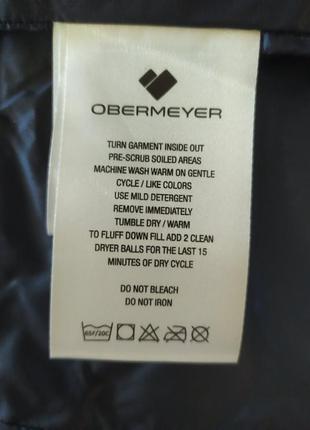 OBERMEYER
TURN GARMENT INSIDE OUT
PRE-SCRUB SOILED AREAS
MACHINE WASH WARM ON GENTLE
CYCLE / LIKE COLORS
USE MILD DETERGENT
REMOVE IMMEDIATELY
TUMBLE DRY / WARM
TO FLUFF DOWN FILL ADD 2 CLEAN
DRYER BALLS FOR THE LAST 15
MINUTES OF DRY CYCLE
DO NOT BLEACH
DO NOT IRON
65F/20C